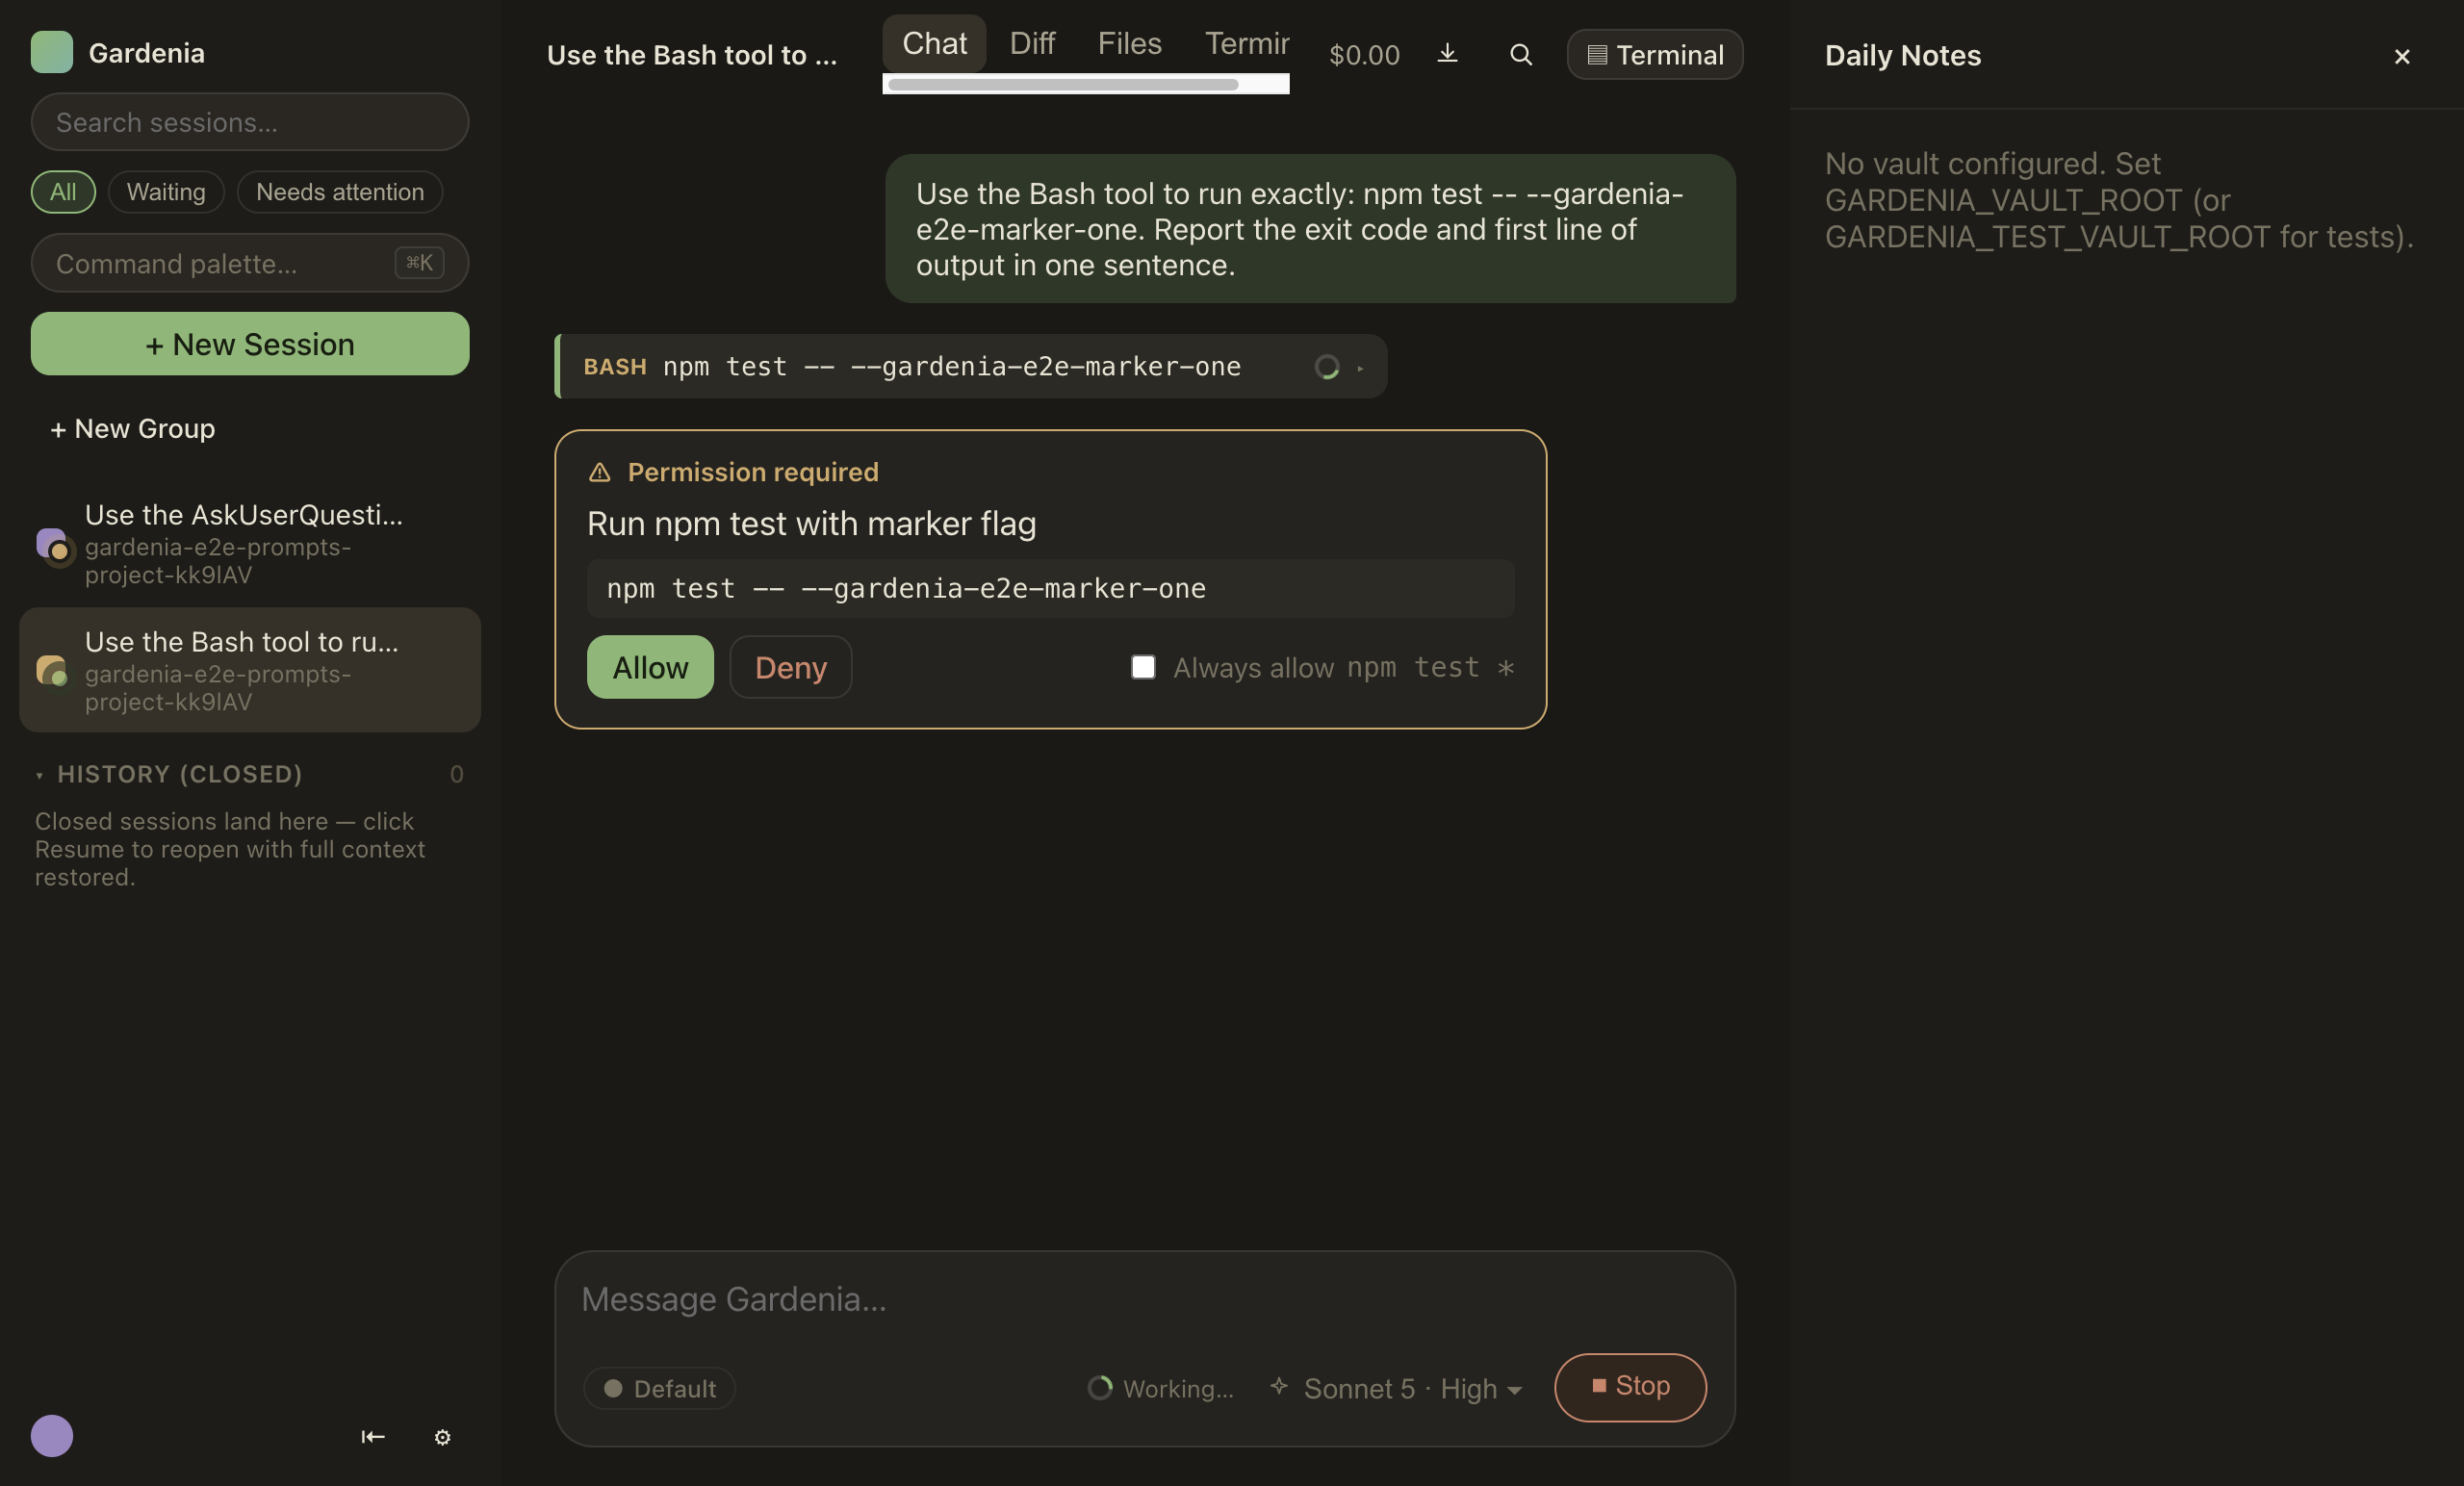 Gardenia
Search sessions...
All
Waiting
Needs attention
Command palette...
⌘K
+ New Session
+ New Group
Use the AskUserQuesti...
gardenia-e2e-prompts-
project-kk9lAV
Use the Bash tool to ru...
gardenia-e2e-prompts-
project-kk9lAV
HISTORY (CLOSED)
0
Closed sessions land here — click
Resume to reopen with full context
restored.
Use the Bash tool to ...
Chat
Diff
Files
Termir
$0.00
Terminal
Use the Bash tool to run exactly: npm test -- --gardenia-
e2e-marker-one. Report the exit code and first line of
output in one sentence.
BASH npm test -- --gardenia-e2e-marker-one
Permission required
Run npm test with marker flag
npm test -- --gardenia-e2e-marker-one
Allow
Deny
Always allow npm test *
Message Gardenia...
Default
Working...
Sonnet 5 · High
Stop
Daily Notes
No vault configured. Set
GARDENIA_VAULT_ROOT (or
GARDENIA_TEST_VAULT_ROOT for tests).